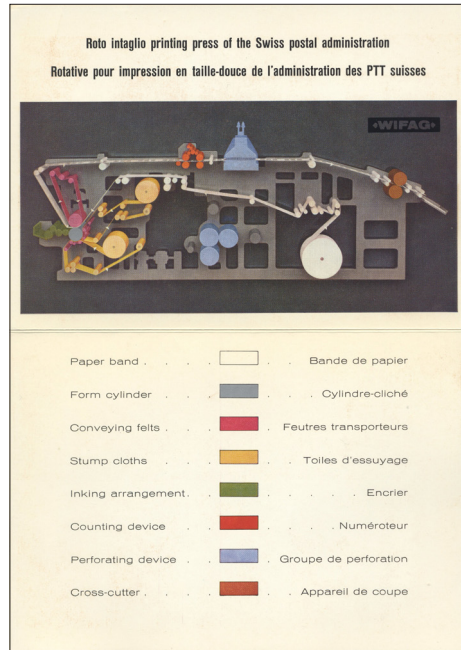 Roto intaglio printing press of the Swiss postal administration
Rotative pour impression en taille-douce de l'administration des PTT suisses
•WIFAG•
Paper band . . . . . . Bande de papier
Form cylinder . . . . . . Cylindre-cliché
Conveying felts . . . . Feutres transporteurs
Stump cloths . . . . Toiles d'essuyage
Inking arrangement . . . . . . . Encrier
Counting device . . . . . . Numéroteur
Perforating device . . . Groupe de perforation
Cross-cutter . . . . . . Appareil de coupe